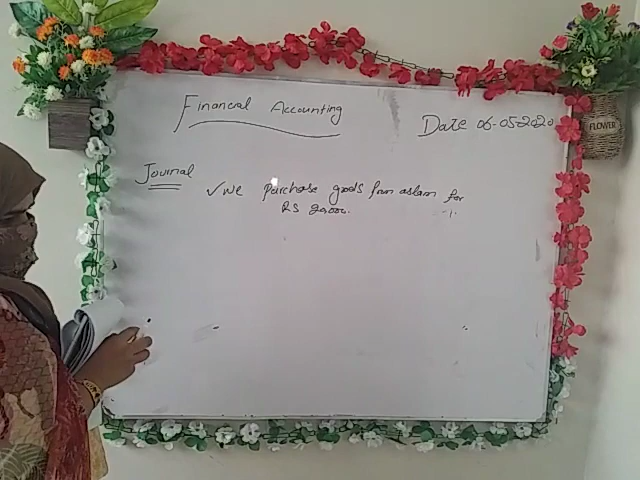 Financial Accounting
Date 06-05-2020
Journal
✓We Purchase goods from aslam for
RS 20000.
FLOWER